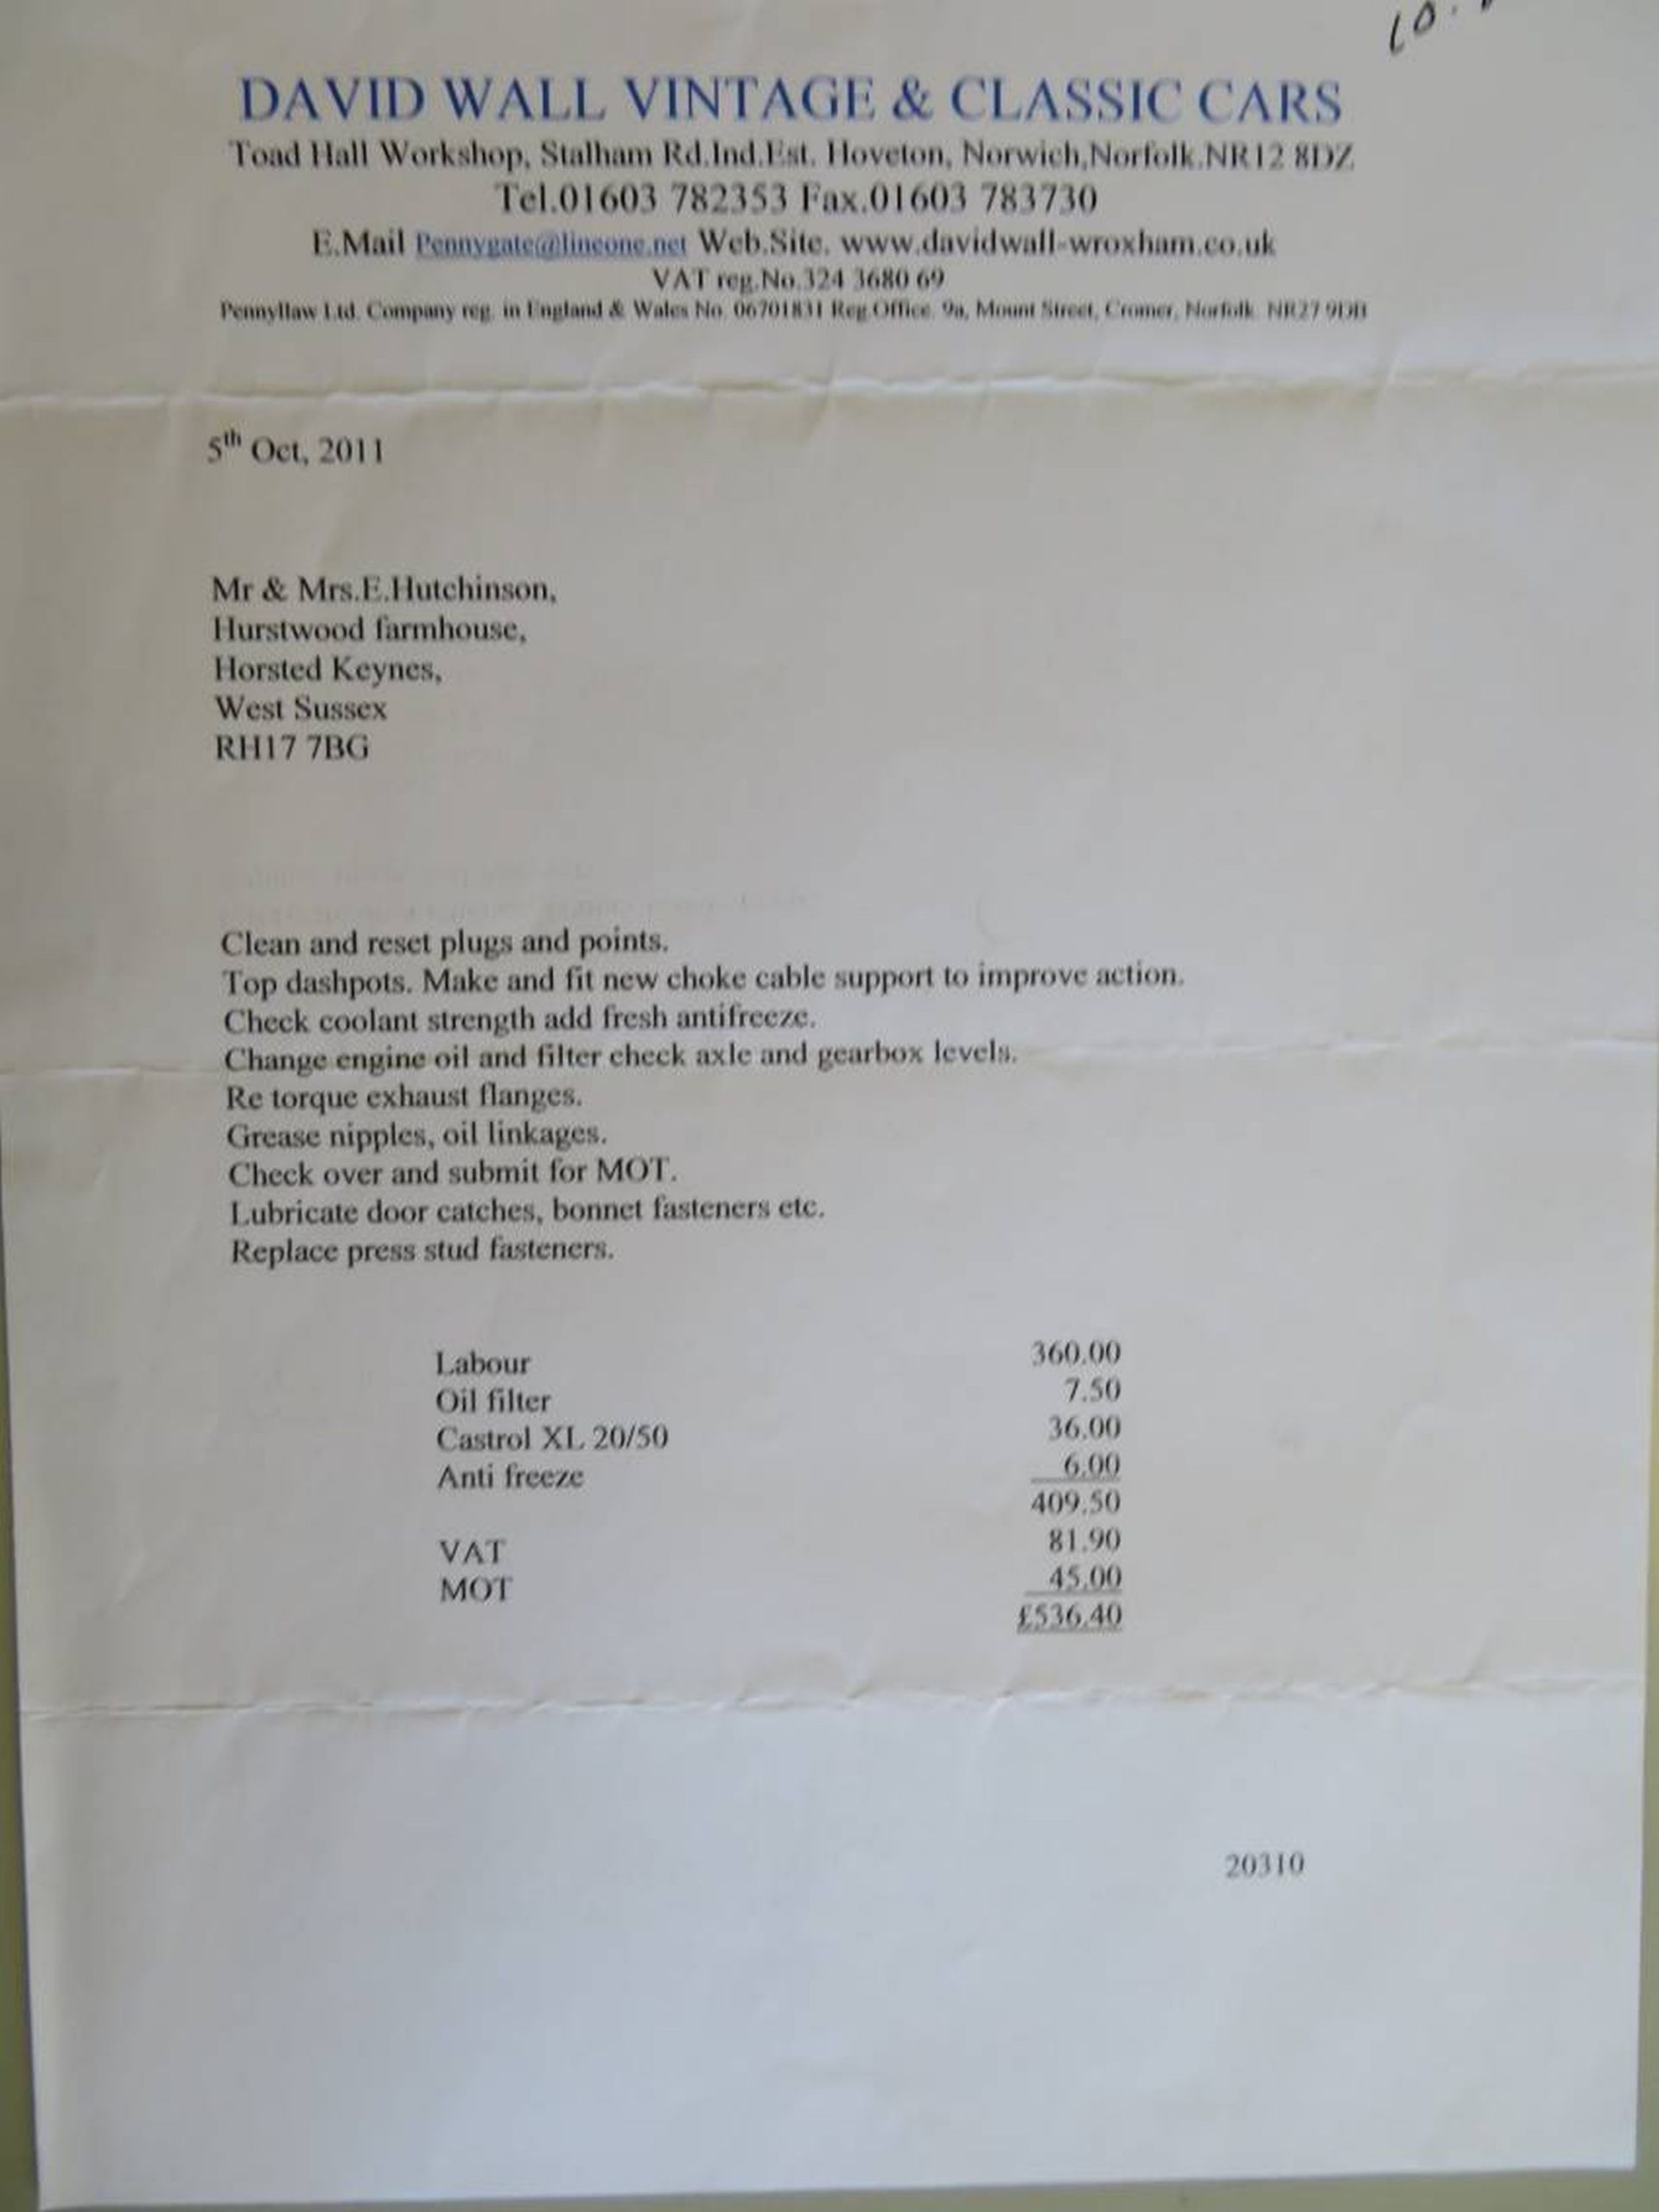 10.
DAVID WALL VINTAGE & CLASSIC CARS
Toad Hall Workshop, Stalham Rd.Ind.Est. Hoveton, Norwich,Norfolk.NR12 8DZ
Tel.01603 782353 Fax.01603 783730
E.Mail Pennygate@lineone.net Web.Site. www.davidwall-wroxham.co.uk
VAT reg.No.324 3680 69
Pennyllaw Ltd. Company reg. in England & Wales No. 06701831 Reg.Office. 9a, Mount Street, Cromer, Norfolk. NR27 9DB
5th Oct, 2011
Mr & Mrs.E.Hutchinson,
Hurstwood farmhouse,
Horsted Keynes,
West Sussex
RH17 7BG
Clean and reset plugs and points.
Top dashpots. Make and fit new choke cable support to improve action.
Check coolant strength add fresh antifreeze.
Change engine oil and filter check axle and gearbox levels.
Re torque exhaust flanges.
Grease nipples, oil linkages.
Check over and submit for MOT.
Lubricate door catches, bonnet fasteners etc.
Replace press stud fasteners.
Labour 360.00
Oil filter 7.50
Castrol XL 20/50 36.00
Anti freeze 6.00
409.50
VAT 81.90
MOT 45.00
£536.40
20310